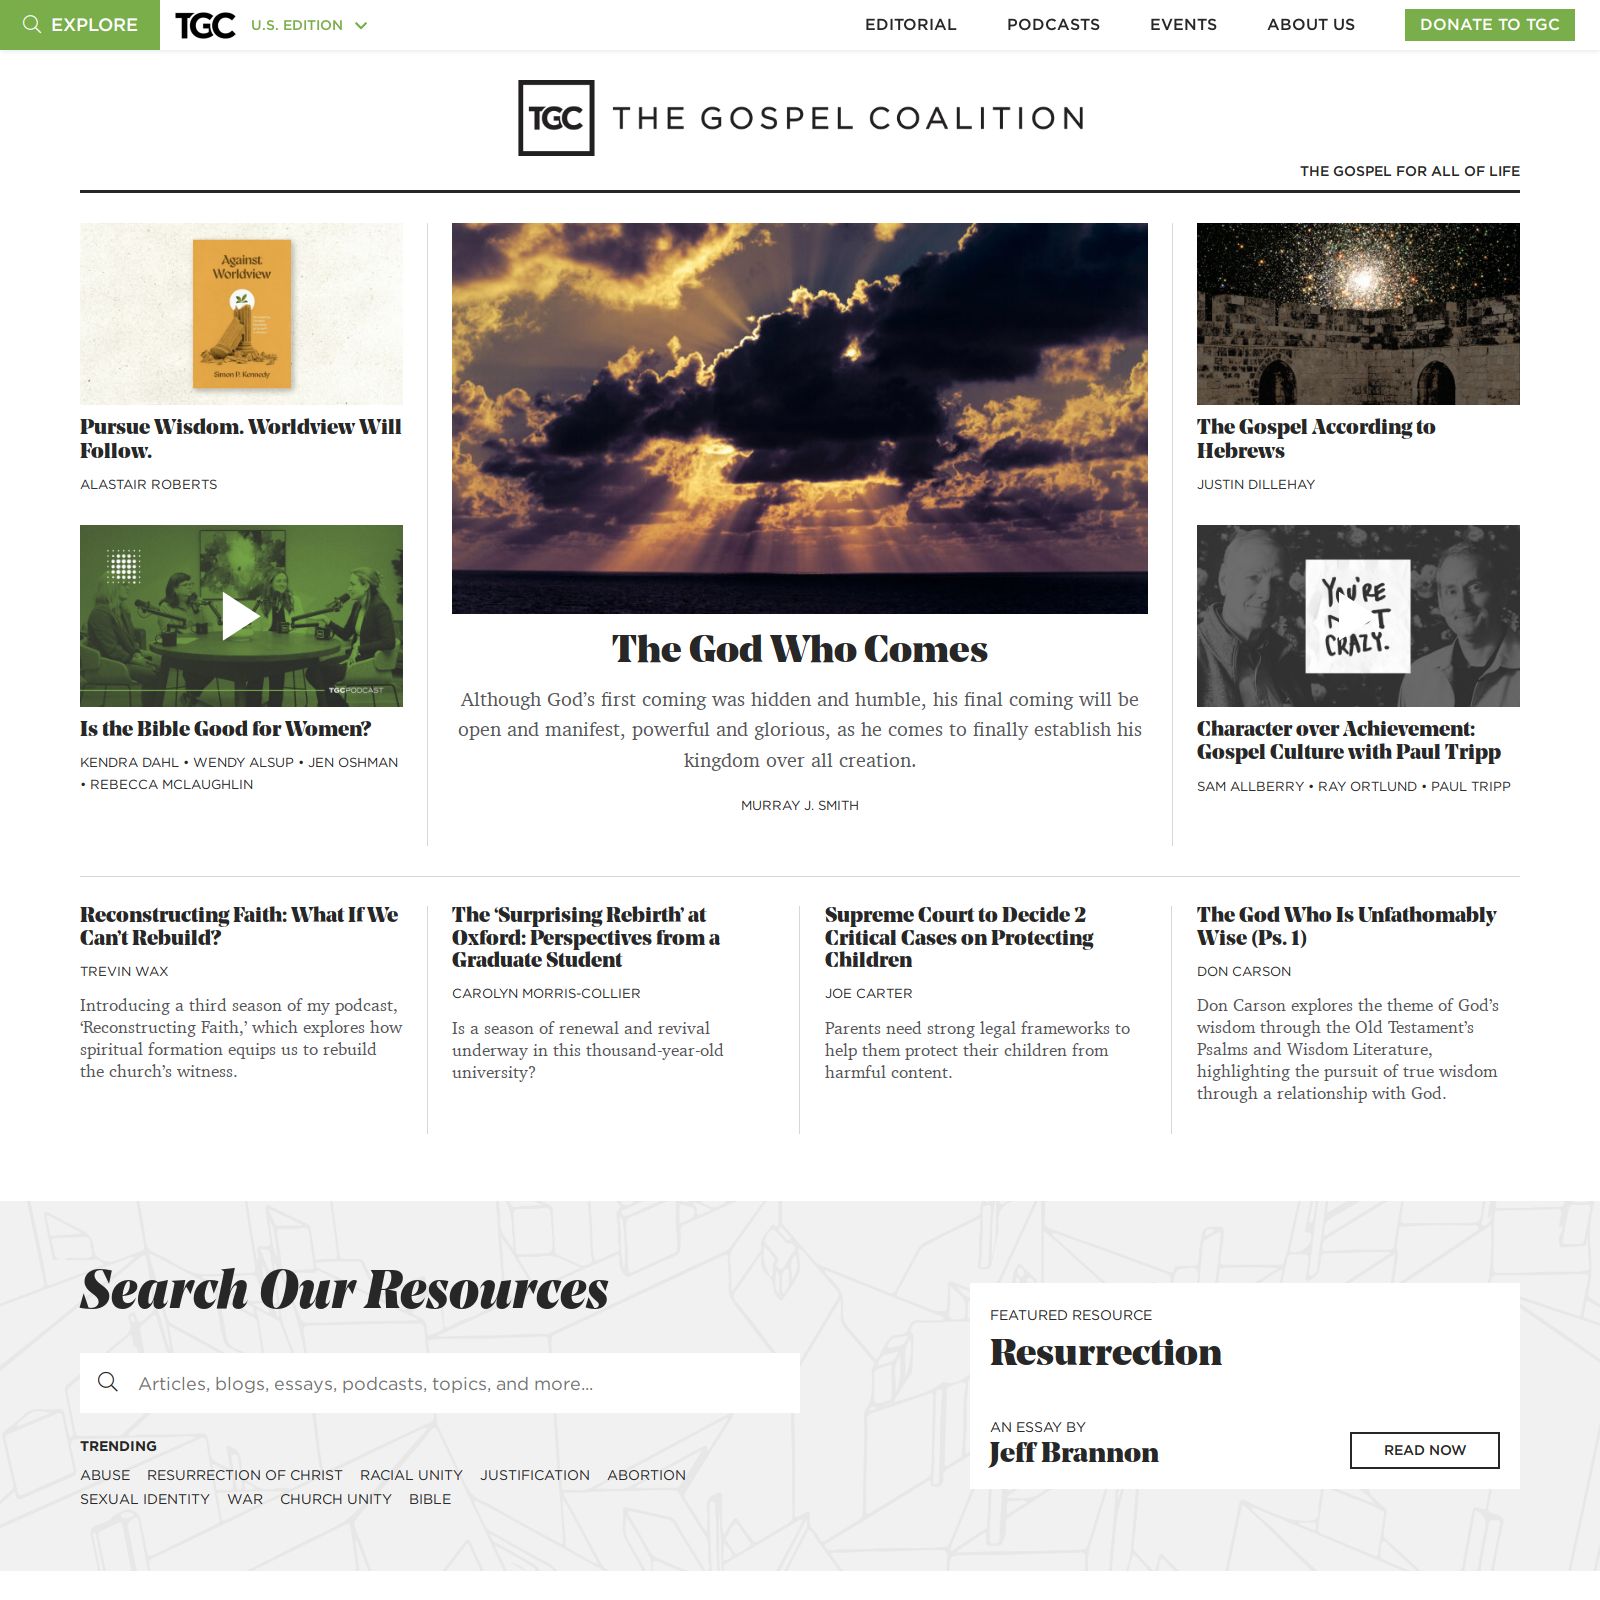 EXPLORE
TGC
U.S. EDITION
EDITORIAL
PODCASTS
EVENTS
ABOUT US
DONATE TO TGC
TGC THE GOSPEL COALITION
THE GOSPEL FOR ALL OF LIFE
Against
Worldview
Simon P. Kennedy
Pursue Wisdom. Worldview Will
Follow.
ALASTAIR ROBERTS
TGCPODCAST
Is the Bible Good for Women?
KENDRA DAHL • WENDY ALSUP • JEN OSHMAN
• REBECCA MCLAUGHLIN
The God Who Comes
Although God’s first coming was hidden and humble, his final coming will be
open and manifest, powerful and glorious, as he comes to finally establish his
kingdom over all creation.
MURRAY J. SMITH
The Gospel According to
Hebrews
JUSTIN DILLEHAY
YOU'RE
CRAZY.
Character over Achievement:
Gospel Culture with Paul Tripp
SAM ALLBERRY • RAY ORTLUND • PAUL TRIPP
Reconstructing Faith: What If We
Can’t Rebuild?
TREVIN WAX
Introducing a third season of my podcast,
‘Reconstructing Faith,’ which explores how
spiritual formation equips us to rebuild
the church’s witness.
The ‘Surprising Rebirth’ at
Oxford: Perspectives from a
Graduate Student
CAROLYN MORRIS-COLLIER
Is a season of renewal and revival
underway in this thousand-year-old
university?
Supreme Court to Decide 2
Critical Cases on Protecting
Children
JOE CARTER
Parents need strong legal frameworks to
help them protect their children from
harmful content.
The God Who Is Unfathomably
Wise (Ps. 1)
DON CARSON
Don Carson explores the theme of God’s
wisdom through the Old Testament’s
Psalms and Wisdom Literature,
highlighting the pursuit of true wisdom
through a relationship with God.
Search Our Resources
Articles, blogs, essays, podcasts, topics, and more...
TRENDING
ABUSE RESURRECTION OF CHRIST RACIAL UNITY JUSTIFICATION ABORTION
SEXUAL IDENTITY WAR CHURCH UNITY BIBLE
FEATURED RESOURCE
Resurrection
AN ESSAY BY
Jeff Brannon
READ NOW